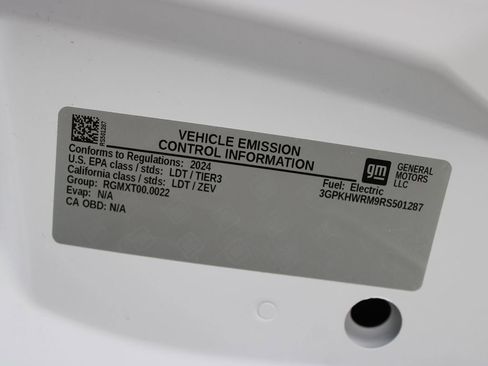 RS501287
VEHICLE EMISSION
CONTROL INFORMATION
Conforms to Regulations: 2024
U.S. EPA class / stds: LDT / TIER3
California class / stds: LDT / ZEV
Group: RGMXT00.0022
Evap: N/A
CA OBD: N/A
gm
GENERAL
MOTORS
LLC
Fuel: Electric
3GPKHWRM9RS501287